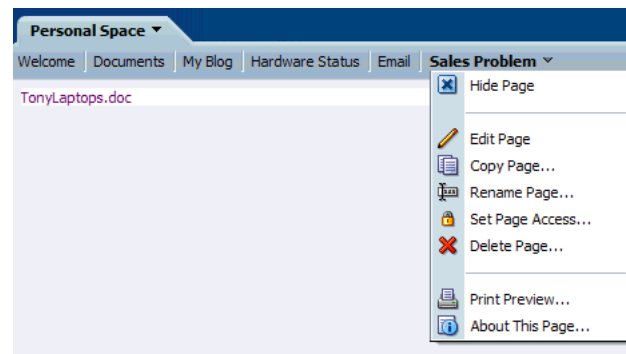 Personal Space
Welcome Documents My Blog Hardware Status Email Sales Problem
TonyLaptops.doc
Hide Page
Edit Page
Copy Page...
Rename Page...
Set Page Access...
Delete Page...
Print Preview...
About This Page...